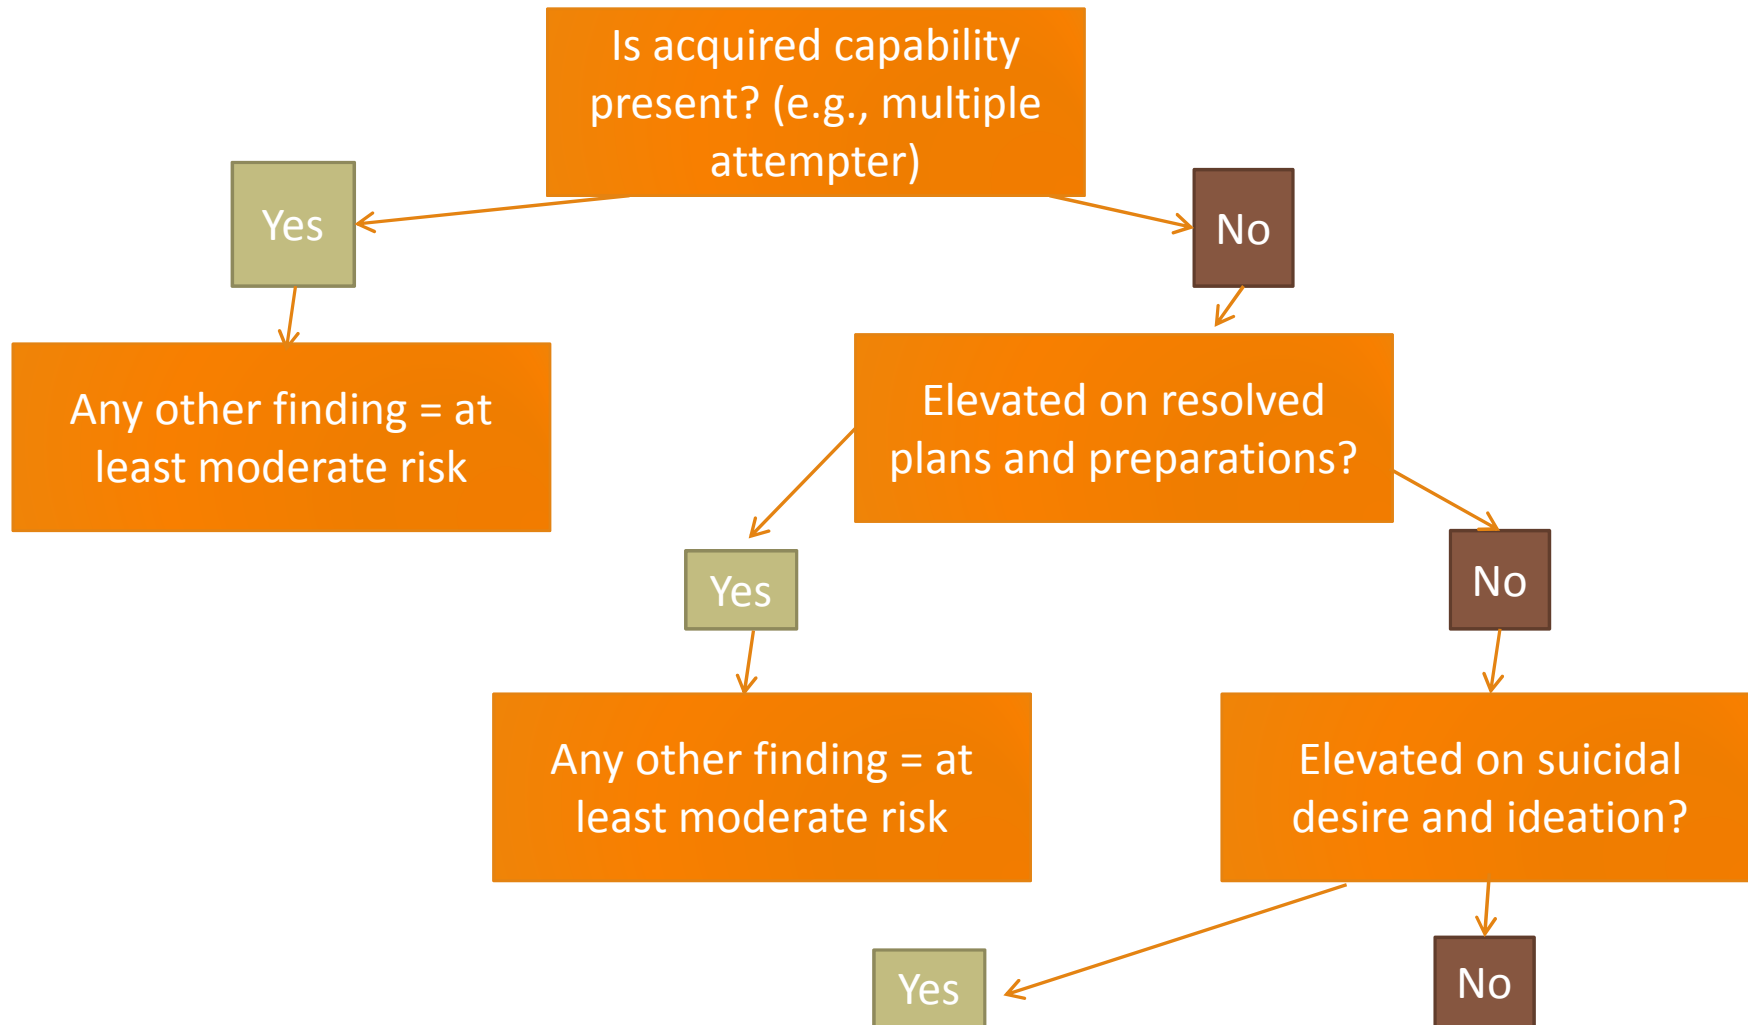 Is acquired capability
present? (e.g., multiple
attempter)
Yes
No
Any other finding = at
least moderate risk
Elevated on resolved
plans and preparations?
Yes
No
Any other finding = at
least moderate risk
Elevated on suicidal
desire and ideation?
Yes
No